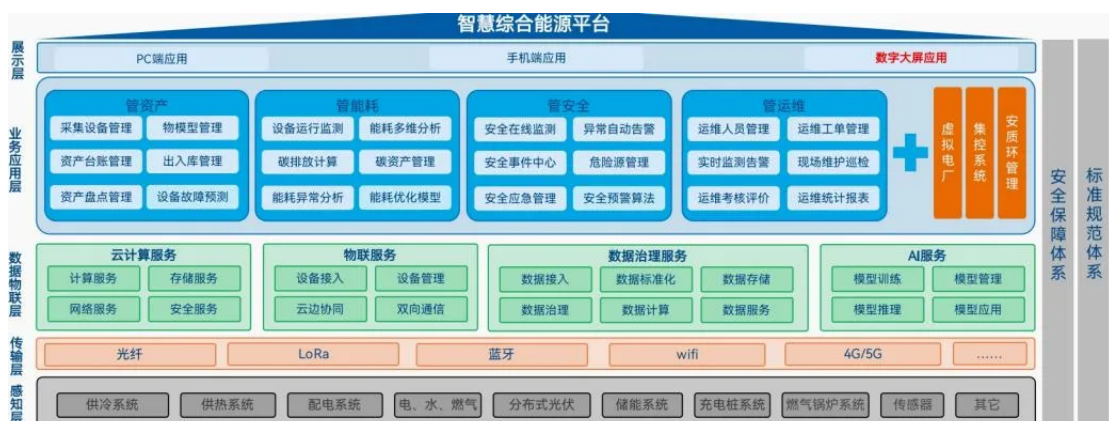 智慧综合能源平台
展示层
PC端应用
手机端应用
数字大屏应用
业务应用层
管资产
采集设备管理
物模型管理
资产台账管理
出入库管理
资产盘点管理
设备故障预测
管能耗
设备运行监测
能耗多维分析
碳排放计算
碳资产管理
能耗异常分析
能耗优化模型
管安全
安全在线监测
异常自动告警
安全事件中心
危险源管理
安全应急管理
安全预警算法
管运维
运维人员管理
运维工单管理
实时监测告警
现场维护巡检
运维考核评价
运维统计报表
虚拟电厂
集控系统
安质环管理
数据物联层
云计算服务
计算服务
存储服务
网络服务
安全服务
物联服务
设备接入
设备管理
云边协同
双向通信
数据治理服务
数据接入
数据标准化
数据存储
数据治理
数据计算
数据服务
AI服务
模型训练
模型管理
模型推理
模型应用
传输层
光纤
LoRa
蓝牙
wifi
4G/5G
……
感知层
供冷系统
供热系统
配电系统
电、水、燃气
分布式光伏
储能系统
充电桩系统
燃气锅炉系统
传感器
其它
安全保障体系
标准规范体系